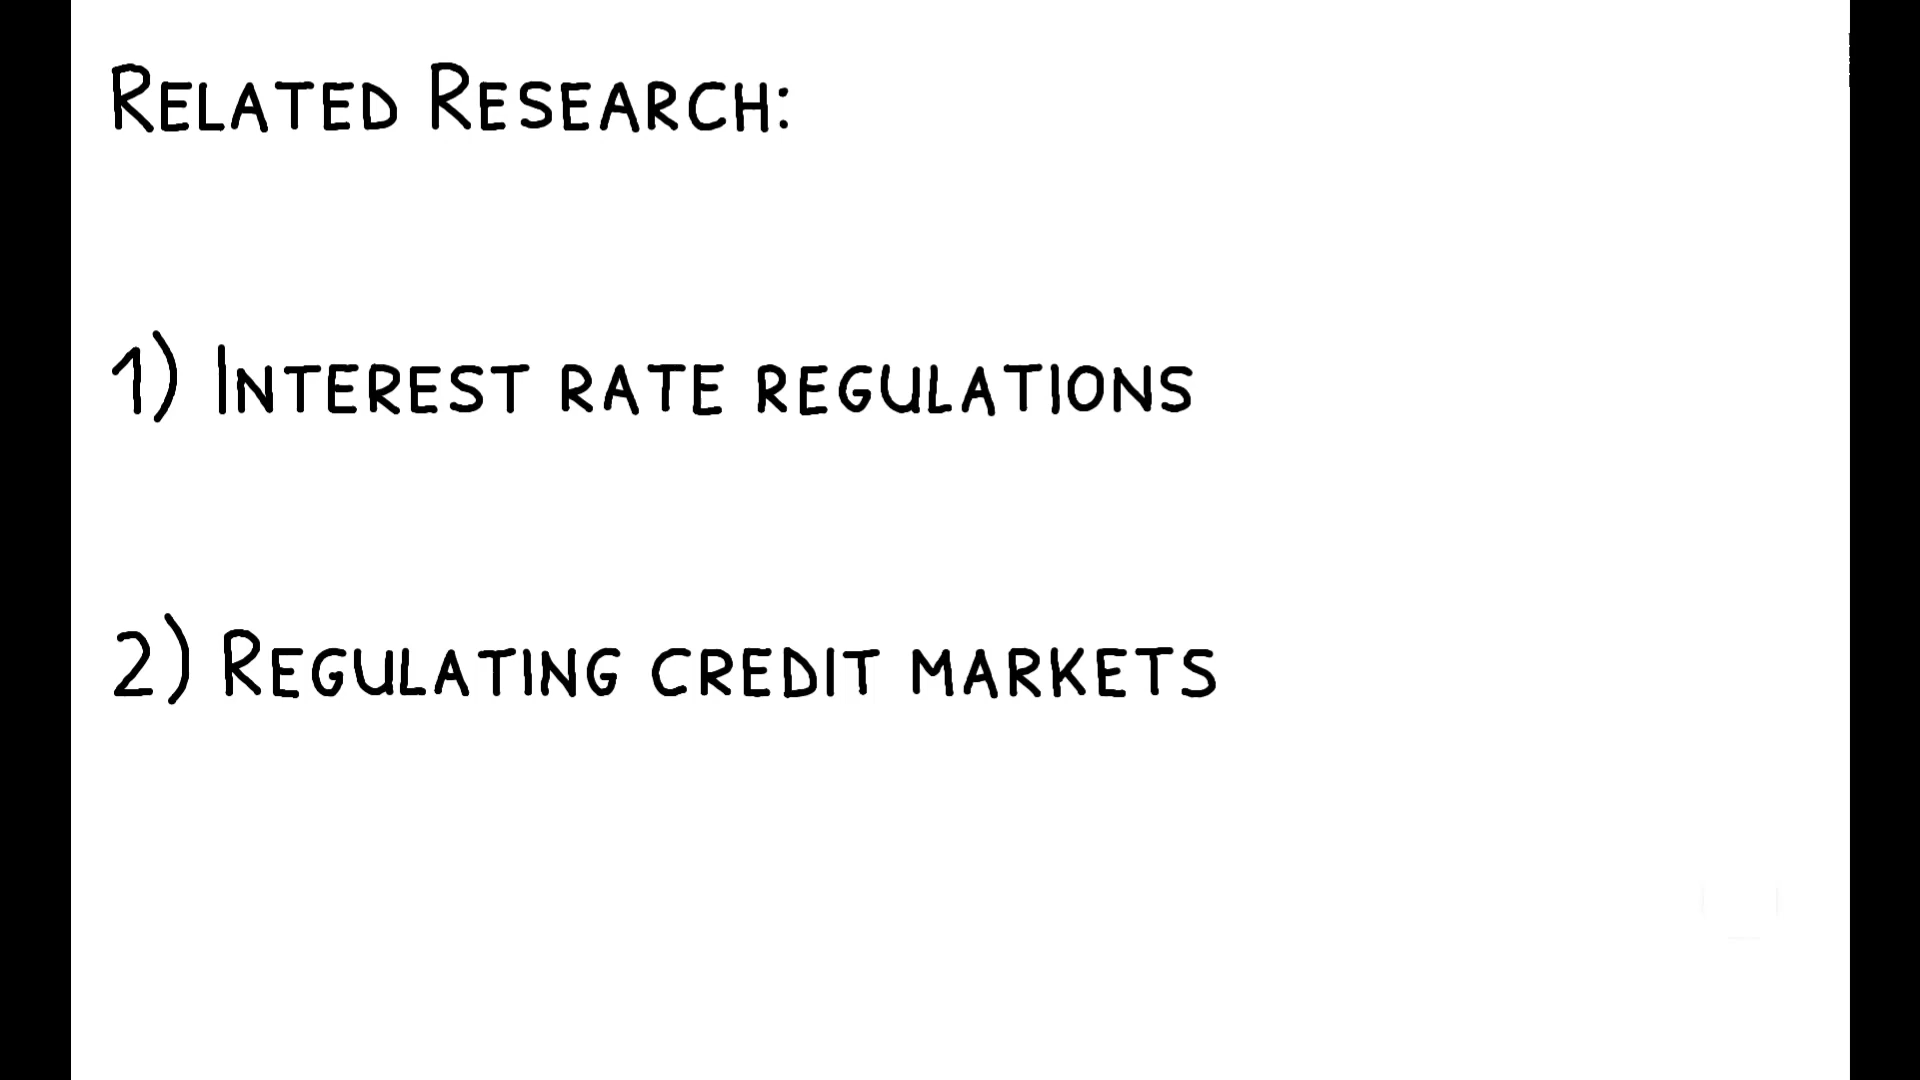 Related Research:
1) Interest rate regulations
2) Regulating credit markets